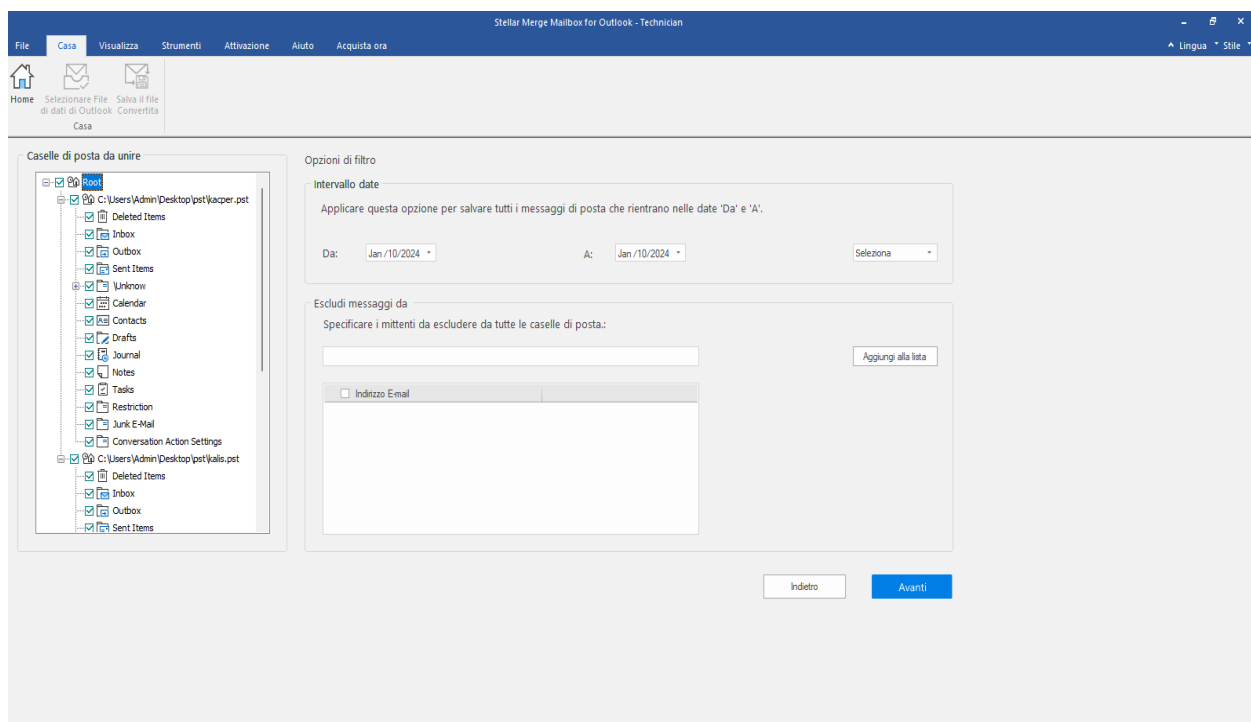 Stellar Merge Mailbox for Outlook - Technician
File Casa Visualizza Strumenti Attivazione Aiuto Acquista ora Lingua Stile
Home
Selezionare File
di dati di Outlook
Salva il file
Convertita
Casa
Caselle di posta da unire
Root
C:\Users\Admin\Desktop\pst\kacper.pst
Deleted Items
Inbox
Outbox
Sent Items
\Unknow
Calendar
Contacts
Drafts
Journal
Notes
Tasks
Restriction
Junk E-Mail
Conversation Action Settings
C:\Users\Admin\Desktop\pst\kalis.pst
Deleted Items
Inbox
Outbox
Sent Items
Opzioni di filtro
Intervallo date
Applicare questa opzione per salvare tutti i messaggi di posta che rientrano nelle date 'Da' e 'A'.
Da: Jan /10/2024 A: Jan /10/2024 Seleziona
Escludi messaggi da
Specificare i mittenti da escludere da tutte le caselle di posta.:
Aggiungi alla lista
Indirizzo E-mail
Indietro Avanti